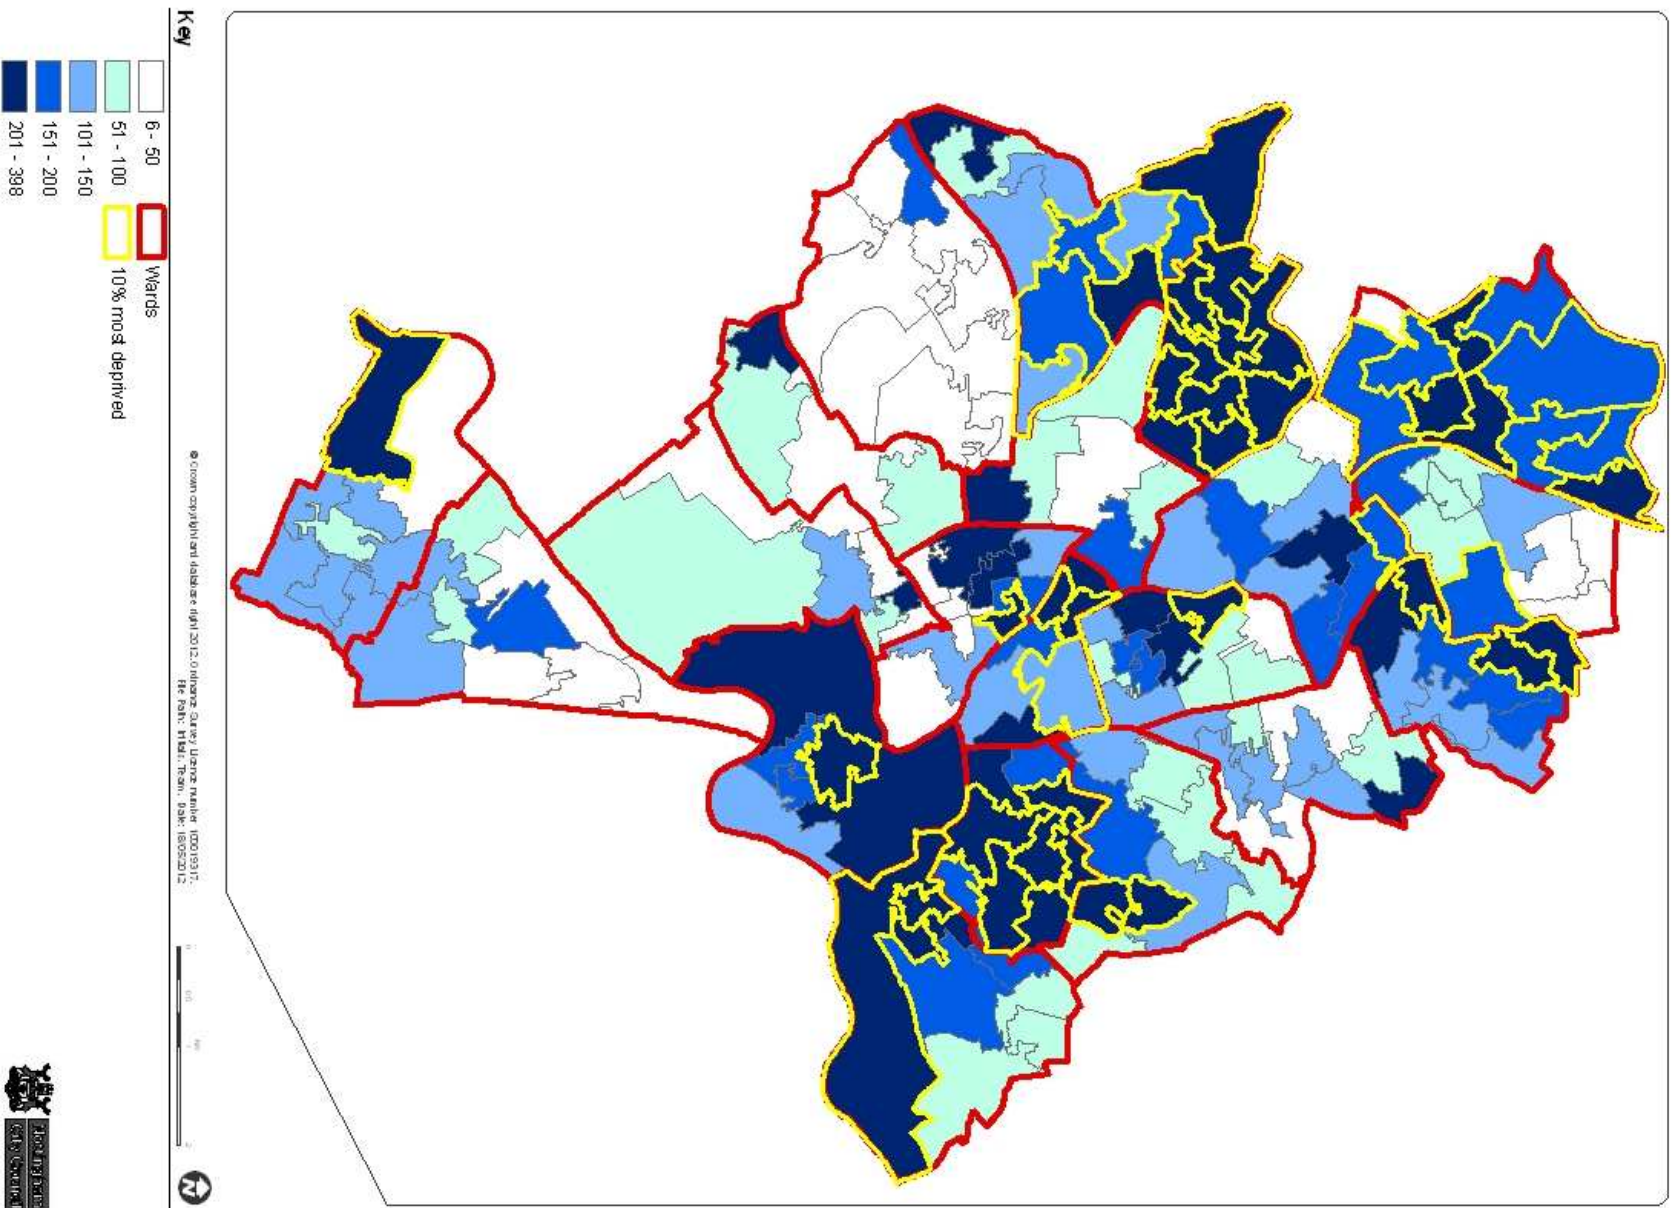 Key
6 - 50
51 - 100
101 - 150
151 - 200
201 - 398
Wards
10% most deprived
© Crown copyright and database right 2012. Ordnance Survey Licence number 100019317.
N
Nottingham
City Council